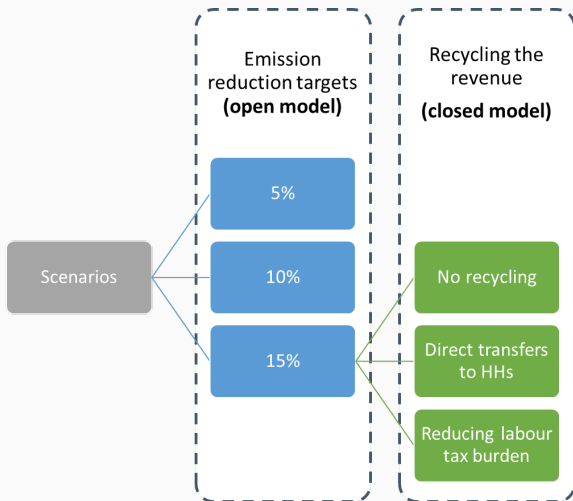 Emission
reduction targets
(open model)
Recycling the
revenue
(closed model)
5%
Scenarios
10%
15%
No recycling
Direct transfers
to HHs
Reducing labour
tax burden